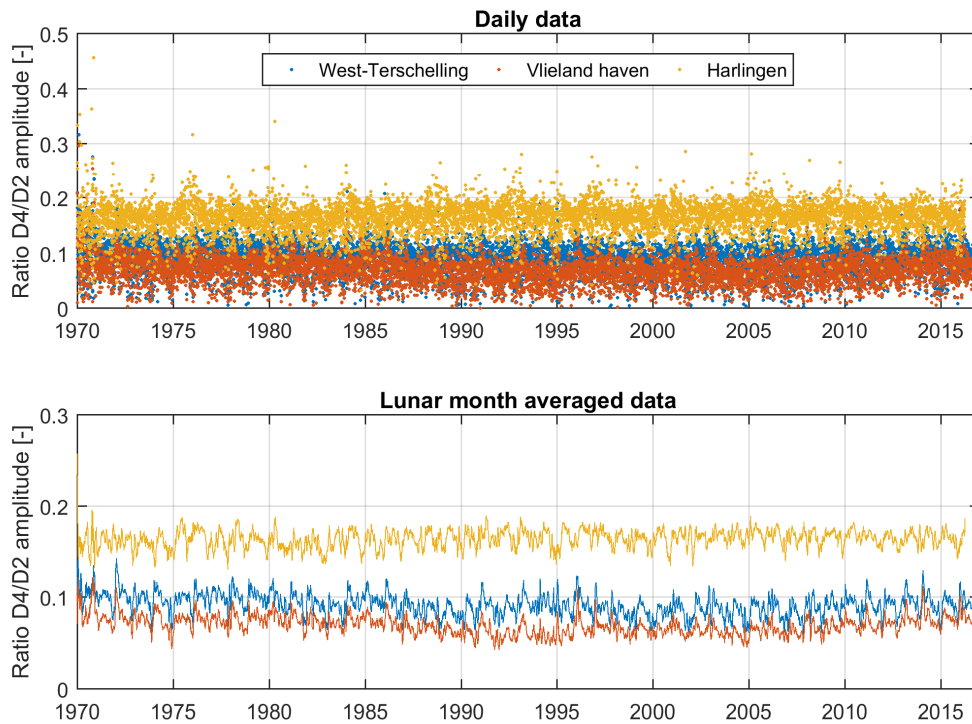 Daily data
Ratio D4/D2 amplitude [-]
0.5
0.4
0.3
0.2
0.1
0
West-Terschelling Vlieland haven Harlingen
1970 1975 1980 1985 1990 1995 2000 2005 2010 2015
Lunar month averaged data
Ratio D4/D2 amplitude [-]
0.3
0.2
0.1
0
1970 1975 1980 1985 1990 1995 2000 2005 2010 2015